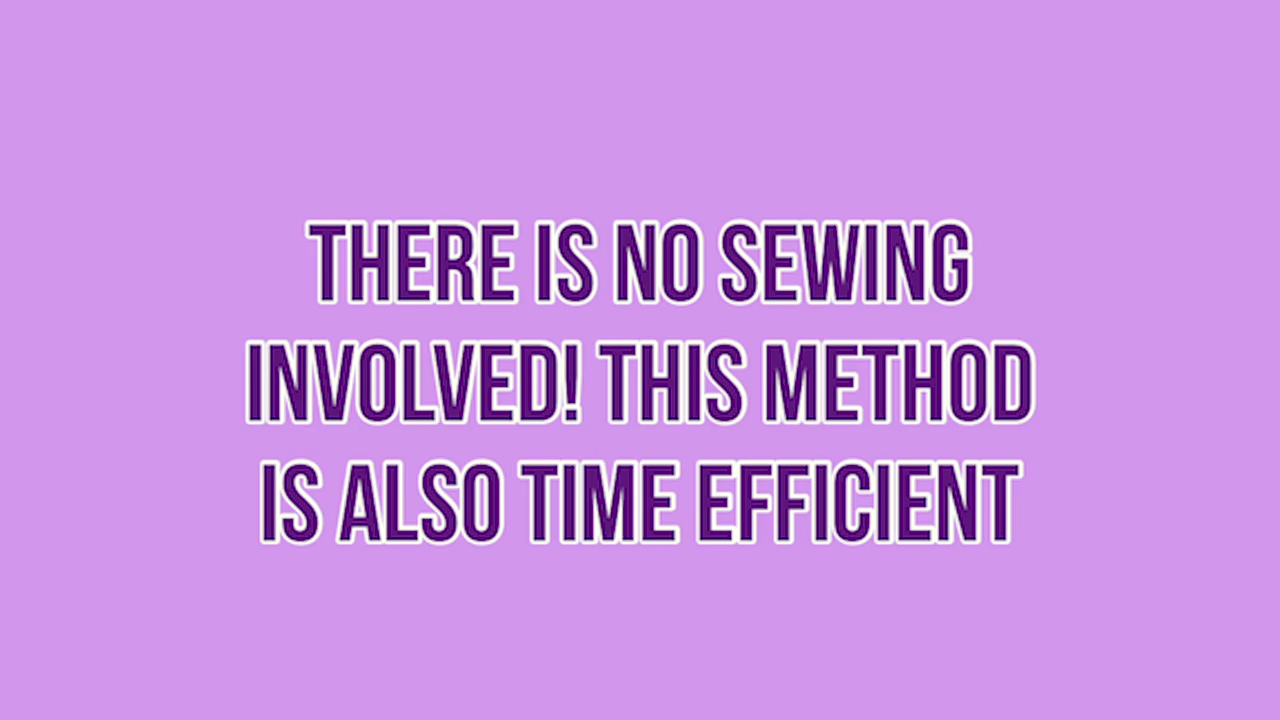 THERE IS NO SEWING
INVOLVED! THIS METHOD
IS ALSO TIME EFFICIENT